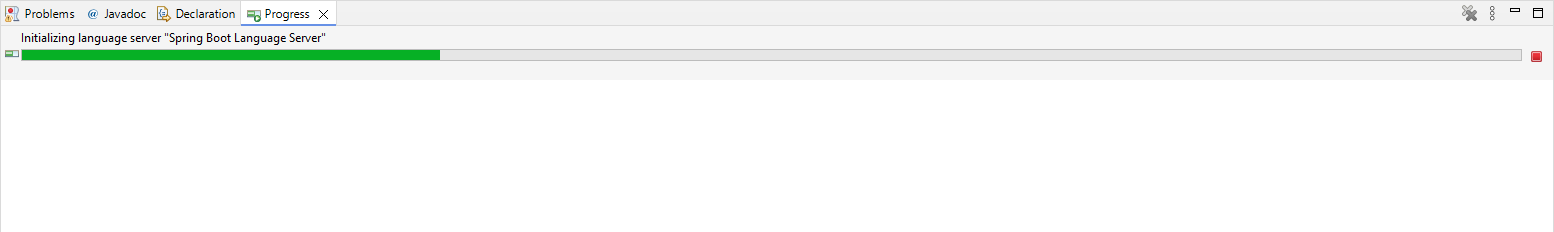 Problems @ Javadoc Declaration Progress
Initializing language server "Spring Boot Language Server"